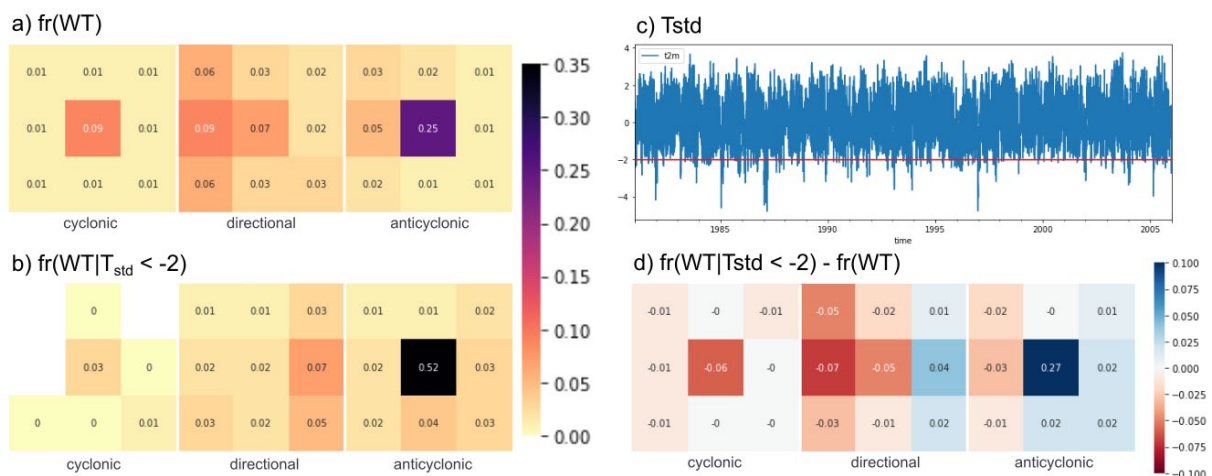 a) fr(WT)
0.01 0.01 0.01 0.06 0.03 0.02 0.03 0.02 0.01
0.01 0.09 0.01 0.09 0.07 0.02 0.05 0.25 0.01
0.01 0.01 0.01 0.06 0.03 0.03 0.02 0.01 0.01
cyclonic directional anticyclonic
0.35
0.30
0.25
0.20
0.15
0.10
0.05
0.00
c) Tstd
t2m
4
2
0
−2
−4
1985 1990 1995 2000 2005
time
b) fr(WT|Tstd < -2)
0 0.01 0.01 0.03 0.01 0.01 0.02
0.03 0 0.02 0.02 0.07 0.02 0.52 0.03
0 0 0.01 0.03 0.02 0.05 0.02 0.04 0.03
cyclonic directional anticyclonic
d) fr(WT|Tstd < -2) - fr(WT)
-0.01 -0 -0.01 -0.05 -0.02 0.01 -0.02 -0 0.01
-0.01 -0.06 -0 -0.07 -0.05 0.04 -0.03 0.27 0.02
-0.01 -0 -0 -0.03 -0.01 0.02 -0.01 0.02 0.02
cyclonic directional anticyclonic
0.100
0.075
0.050
0.025
0.000
−0.025
−0.050
−0.075
−0.100